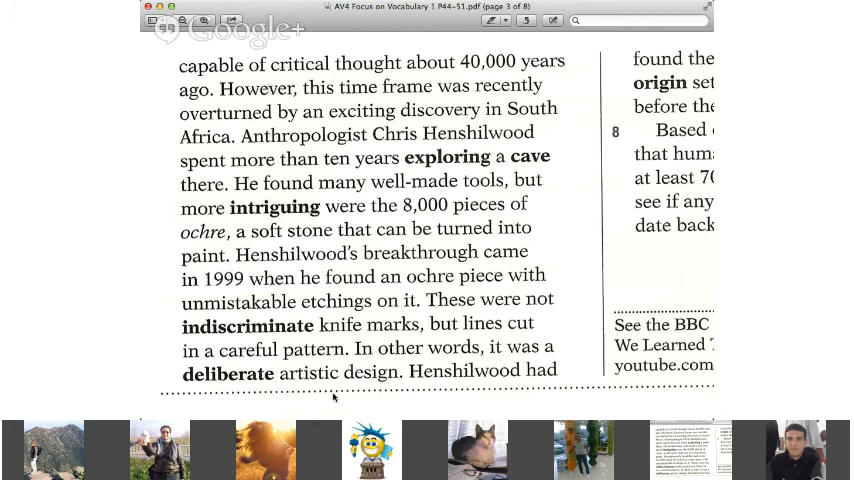 AV4 Focus on Vocabulary 1 P44-51.pdf (page 3 of 8)
Google+
5
capable of critical thought about 40,000 years
ago. However, this time frame was recently
overturned by an exciting discovery in South
Africa. Anthropologist Chris Henshilwood
spent more than ten years exploring a cave
there. He found many well-made tools, but
more intriguing were the 8,000 pieces of
ochre, a soft stone that can be turned into
paint. Henshilwood's breakthrough came
in 1999 when he found an ochre piece with
unmistakable etchings on it. These were not
indiscriminate knife marks, but lines cut
in a careful pattern. In other words, it was a
deliberate artistic design. Henshilwood had
found the
origin set
before the
8 Based
that huma
at least 70
see if any
date back
See the BBC
We Learned
youtube.com